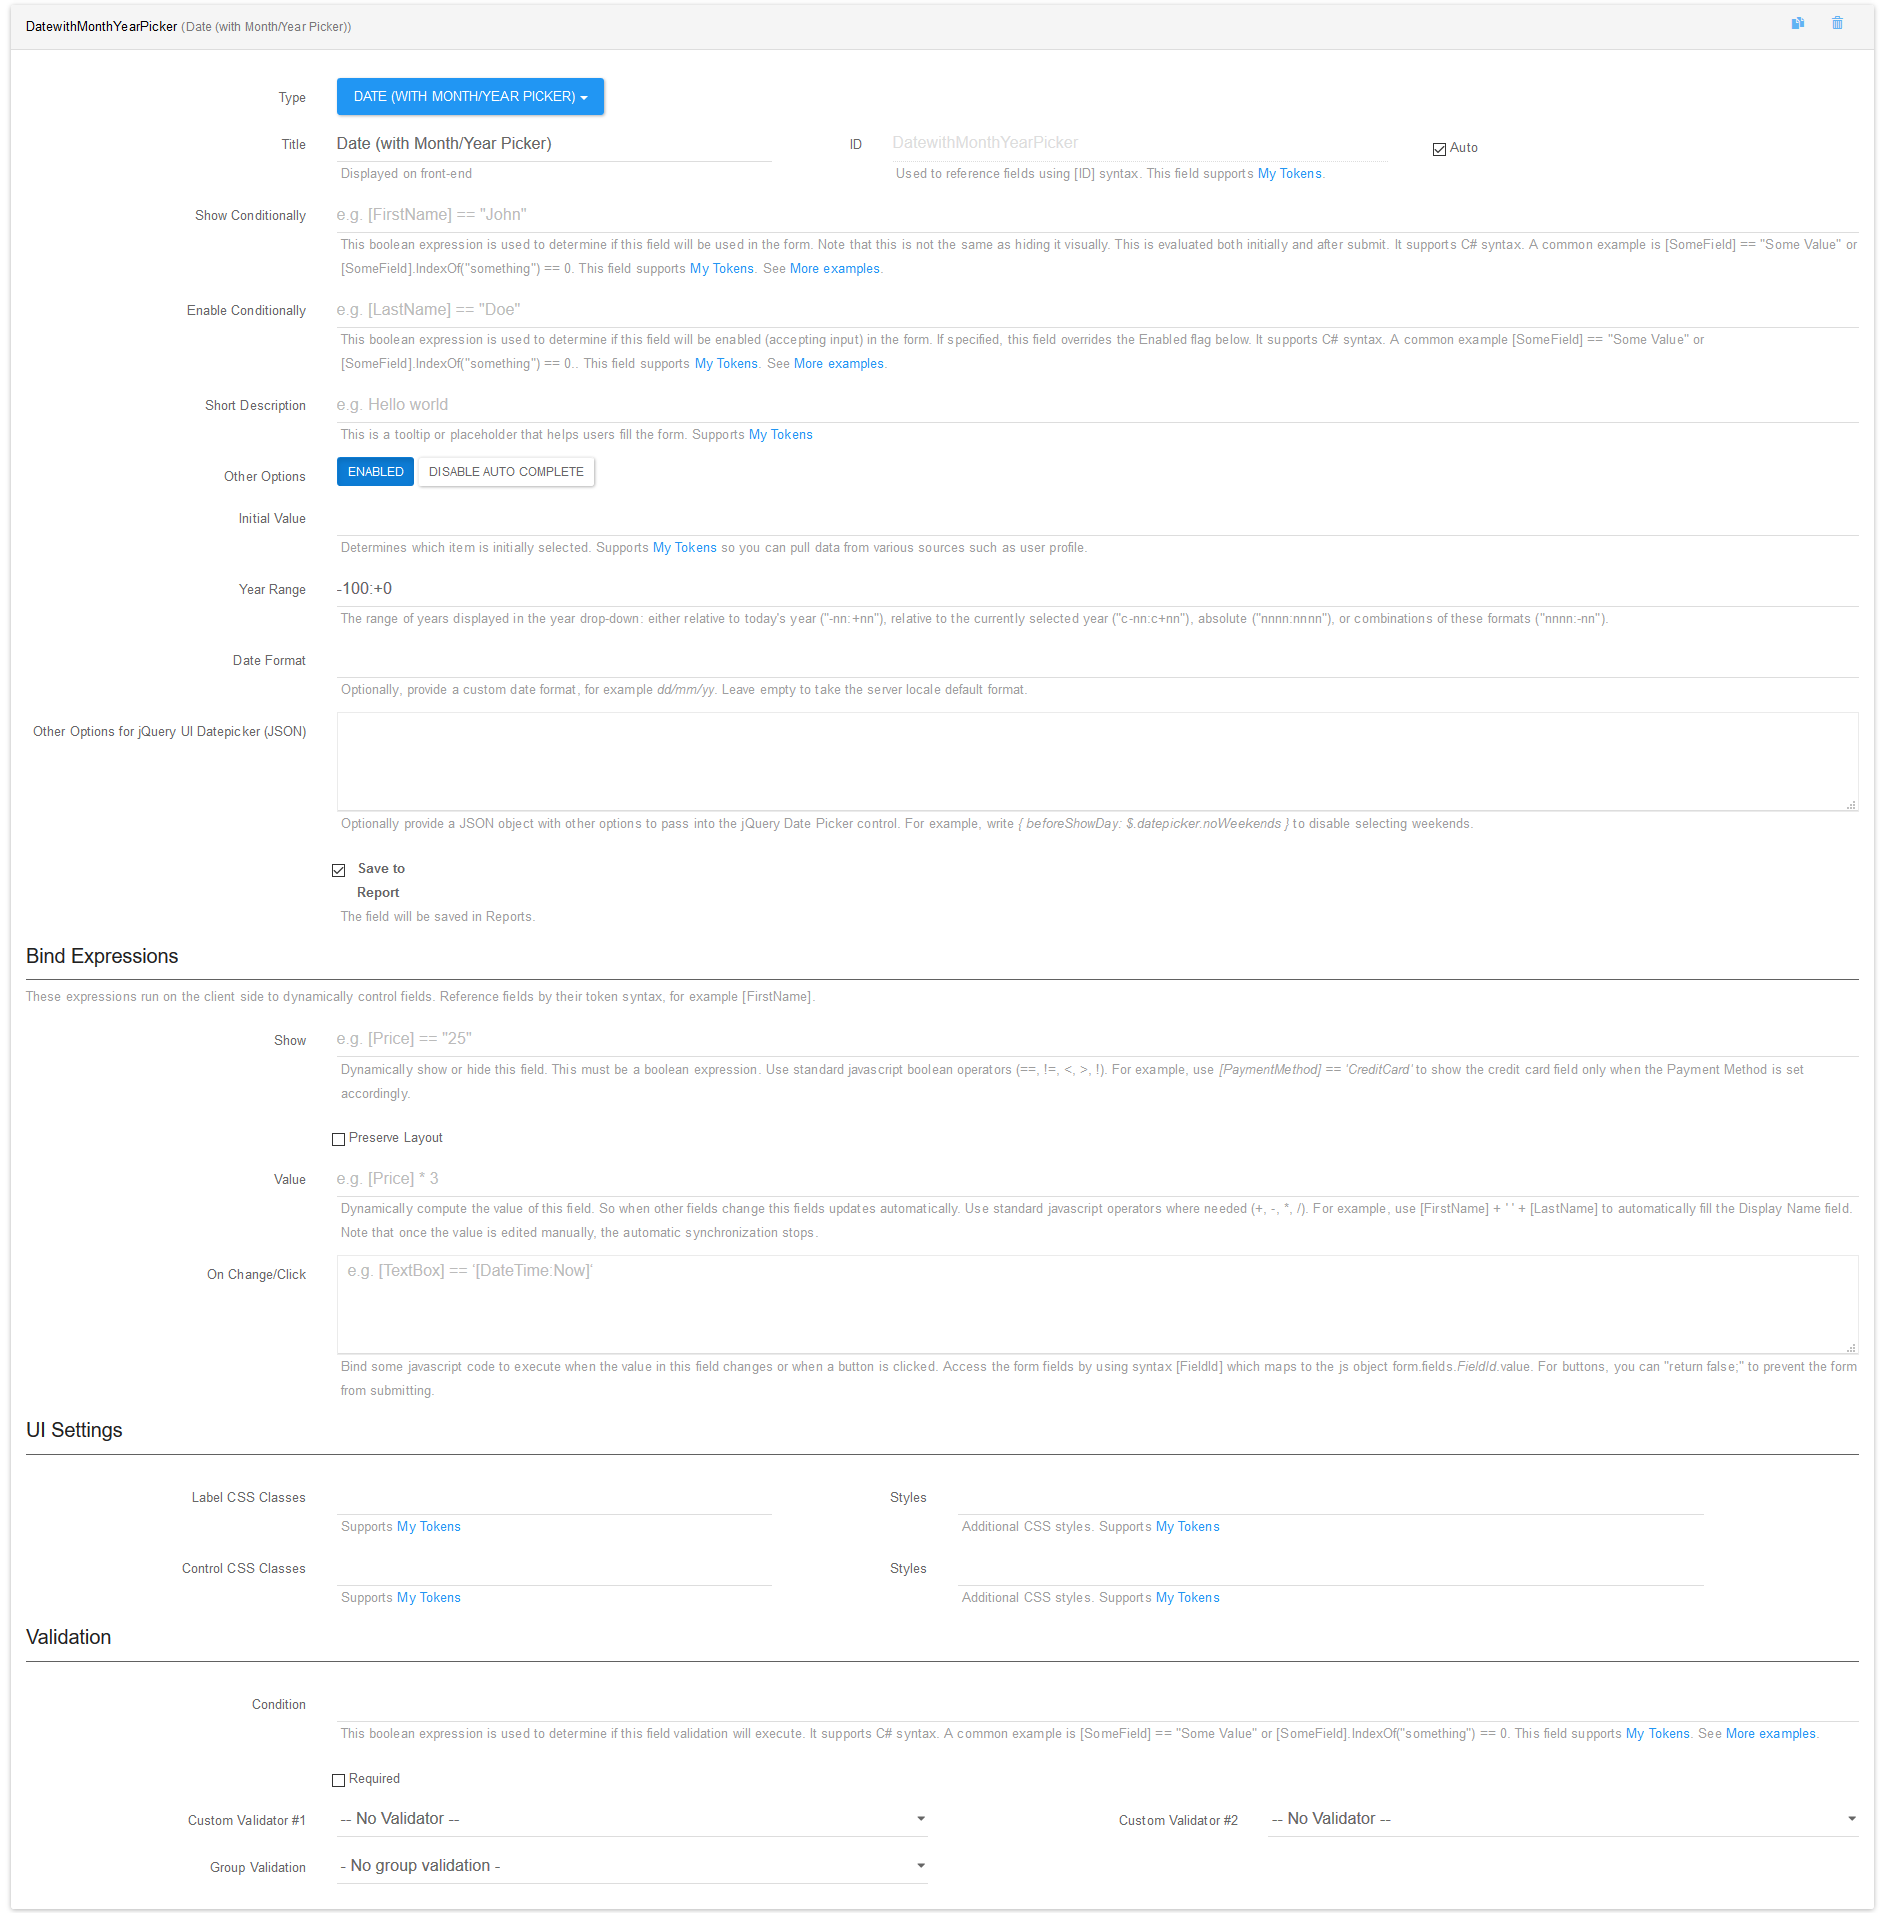 DatewithMonthYearPicker (Date (with Month/Year Picker))
Type
DATE (WITH MONTH/YEAR PICKER)
Title
Date (with Month/Year Picker)
ID
DatewithMonthYearPicker
Auto
Displayed on front-end
Used to reference fields using [ID] syntax. This field supports My Tokens.
Show Conditionally
e.g. [FirstName] == "John"
This boolean expression is used to determine if this field will be used in the form. Note that this is not the same as hiding it visually. This is evaluated both initially and after submit. It supports C# syntax. A common example is [SomeField] == "Some Value" or
[SomeField].IndexOf("something") == 0. This field supports My Tokens. See More examples.
Enable Conditionally
e.g. [LastName] == "Doe"
This boolean expression is used to determine if this field will be enabled (accepting input) in the form. If specified, this field overrides the Enabled flag below. It supports C# syntax. A common example [SomeField] == "Some Value" or
[SomeField].IndexOf("something") == 0.. This field supports My Tokens. See More examples.
Short Description
e.g. Hello world
This is a tooltip or placeholder that helps users fill the form. Supports My Tokens
Other Options
ENABLED
DISABLE AUTO COMPLETE
Initial Value
Determines which item is initially selected. Supports My Tokens so you can pull data from various sources such as user profile.
Year Range
-100:+0
The range of years displayed in the year drop-down: either relative to today's year ("-nn:+nn"), relative to the currently selected year ("c-nn:c+nn"), absolute ("nnnn:nnnn"), or combinations of these formats ("nnnn:-nn").
Date Format
Optionally, provide a custom date format, for example dd/mm/yy. Leave empty to take the server locale default format.
Other Options for jQuery UI Datepicker (JSON)
Optionally provide a JSON object with other options to pass into the jQuery Date Picker control. For example, write { beforeShowDay: $.datepicker.noWeekends } to disable selecting weekends.
Save to
Report
The field will be saved in Reports.
Bind Expressions
These expressions run on the client side to dynamically control fields. Reference fields by their token syntax, for example [FirstName].
Show
e.g. [Price] == "25"
Dynamically show or hide this field. This must be a boolean expression. Use standard javascript boolean operators (==, !=, <, >, !). For example, use [PaymentMethod] == 'CreditCard' to show the credit card field only when the Payment Method is set
accordingly.
Preserve Layout
Value
e.g. [Price] * 3
Dynamically compute the value of this field. So when other fields change this fields updates automatically. Use standard javascript operators where needed (+, -, *, /). For example, use [FirstName] + ' ' + [LastName] to automatically fill the Display Name field.
Note that once the value is edited manually, the automatic synchronization stops.
On Change/Click
e.g. [TextBox] == '[DateTime:Now]'
Bind some javascript code to execute when the value in this field changes or when a button is clicked. Access the form fields by using syntax [FieldId] which maps to the js object form.fields.FieldId.value. For buttons, you can "return false;" to prevent the form
from submitting.
UI Settings
Label CSS Classes
Styles
Supports My Tokens
Additional CSS styles. Supports My Tokens
Control CSS Classes
Styles
Supports My Tokens
Additional CSS styles. Supports My Tokens
Validation
Condition
This boolean expression is used to determine if this field validation will execute. It supports C# syntax. A common example is [SomeField] == "Some Value" or [SomeField].IndexOf("something") == 0. This field supports My Tokens. See More examples.
Required
Custom Validator #1
-- No Validator --
Custom Validator #2
-- No Validator --
Group Validation
- No group validation -